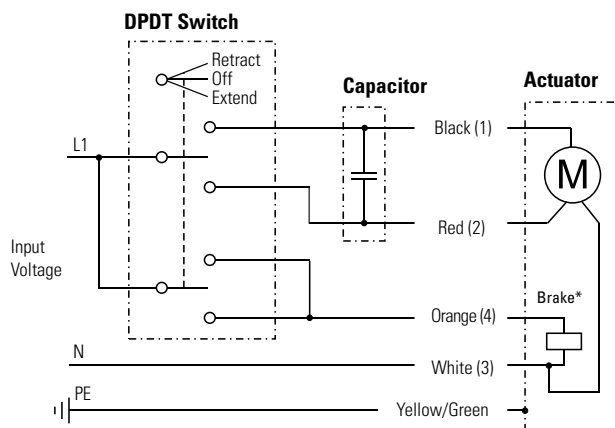 DPDT Switch
Retract
Off
Extend
Capacitor
Actuator
L1
Black (1)
M
Red (2)
Input
Voltage
Brake*
Orange (4)
N
White (3)
PE
Yellow/Green